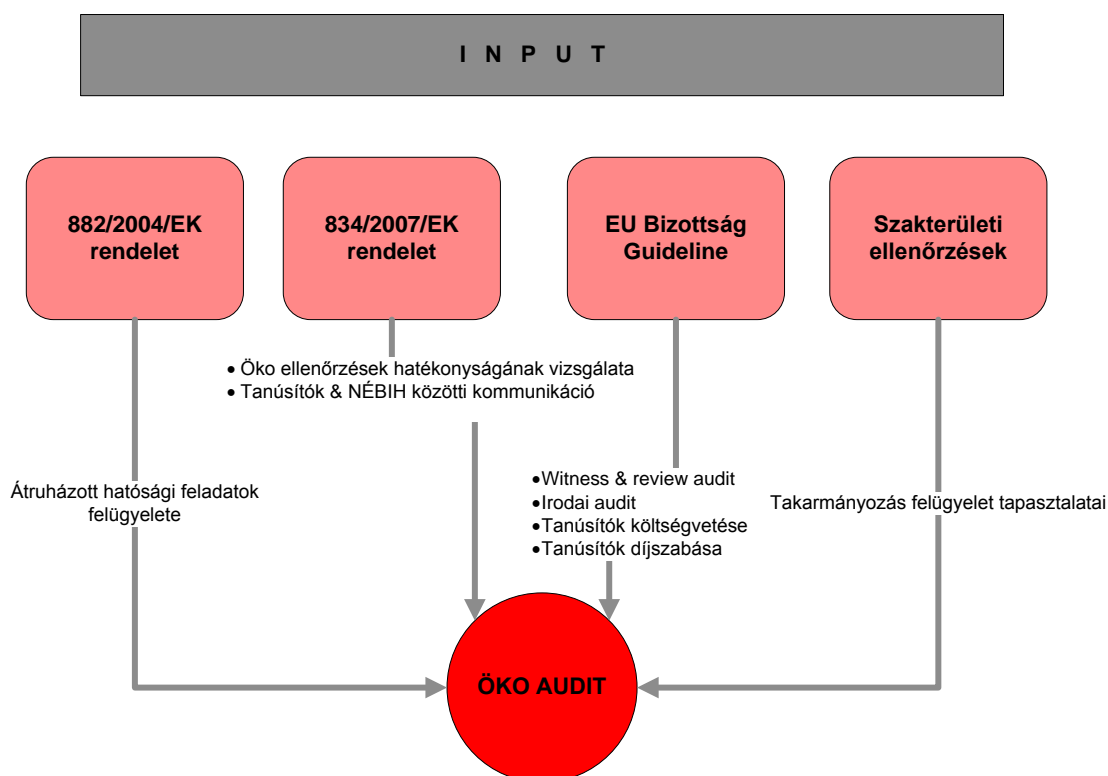 I N P U T
882/2004/EK
rendelet
834/2007/EK
rendelet
EU Bizottság
Guideline
Szakterületi
ellenőrzések
• Öko ellenőrzések hatékonyságának vizsgálata
• Tanúsítók & NÉBIH közötti kommunikáció
Átruházott hatósági feladatok
felügyelete
•Witness & review audit
•Irodai audit
•Tanúsítók költségvetése
•Tanúsítók díjszabása
Takarmányozás felügyelet tapasztalatai
ÖKO AUDIT